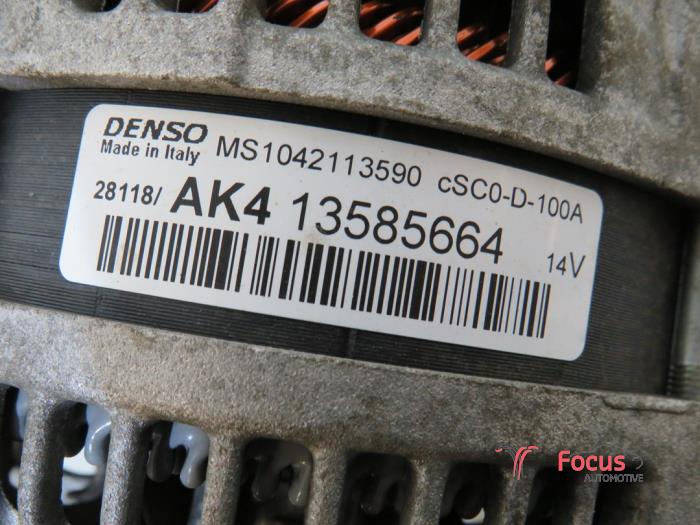 DENSO MS1042113590 cSC0-D-100A
Made in Italy
28118/ AK4 13585664 14V
Focus
AUTOMOTIVE